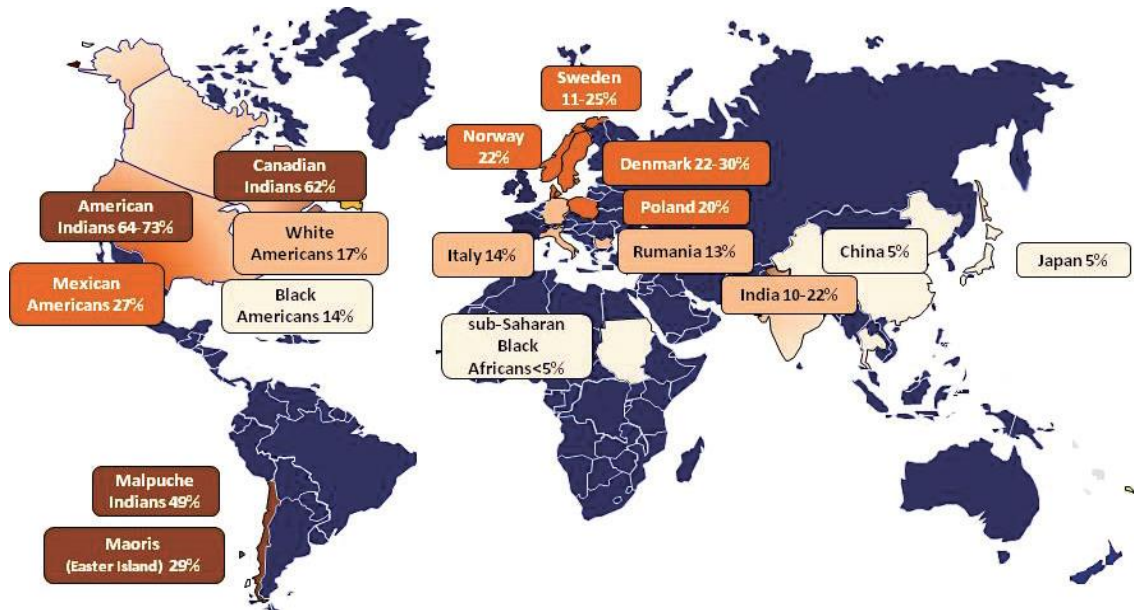 Sweden
11-25%
Norway
22%
Denmark 22-30%
Canadian
Indians 62%
American
Indians 64-73%
Poland 20%
White
Americans 17%
Italy 14%
Rumania 13%
China 5%
Japan 5%
Mexican
Americans 27%
Black
Americans 14%
India 10-22%
sub-Saharan
Black
Africans<5%
Malpuche
Indians 49%
Maoris
(Easter Island) 29%